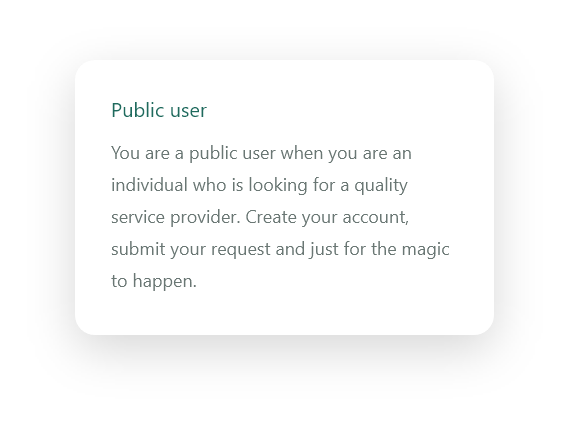 Public user
You are a public user when you are an
individual who is looking for a quality
service provider. Create your account,
submit your request and just for the magic
to happen.